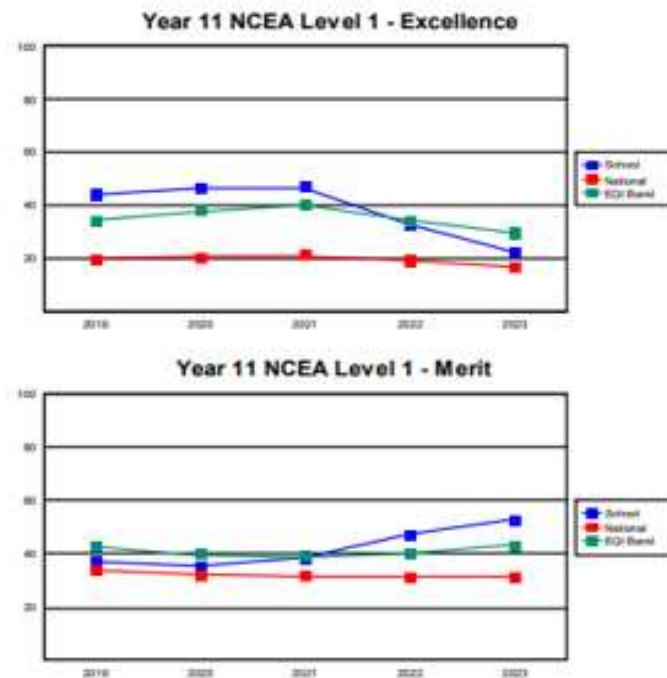 Year 11 NCEA Level 1 - Excellence
100
80
60
40
20
School
National
EQI Band
2019 2020 2021 2022 2023
Year 11 NCEA Level 1 - Merit
100
80
60
40
20
School
National
EQI Band
2019 2020 2021 2022 2023